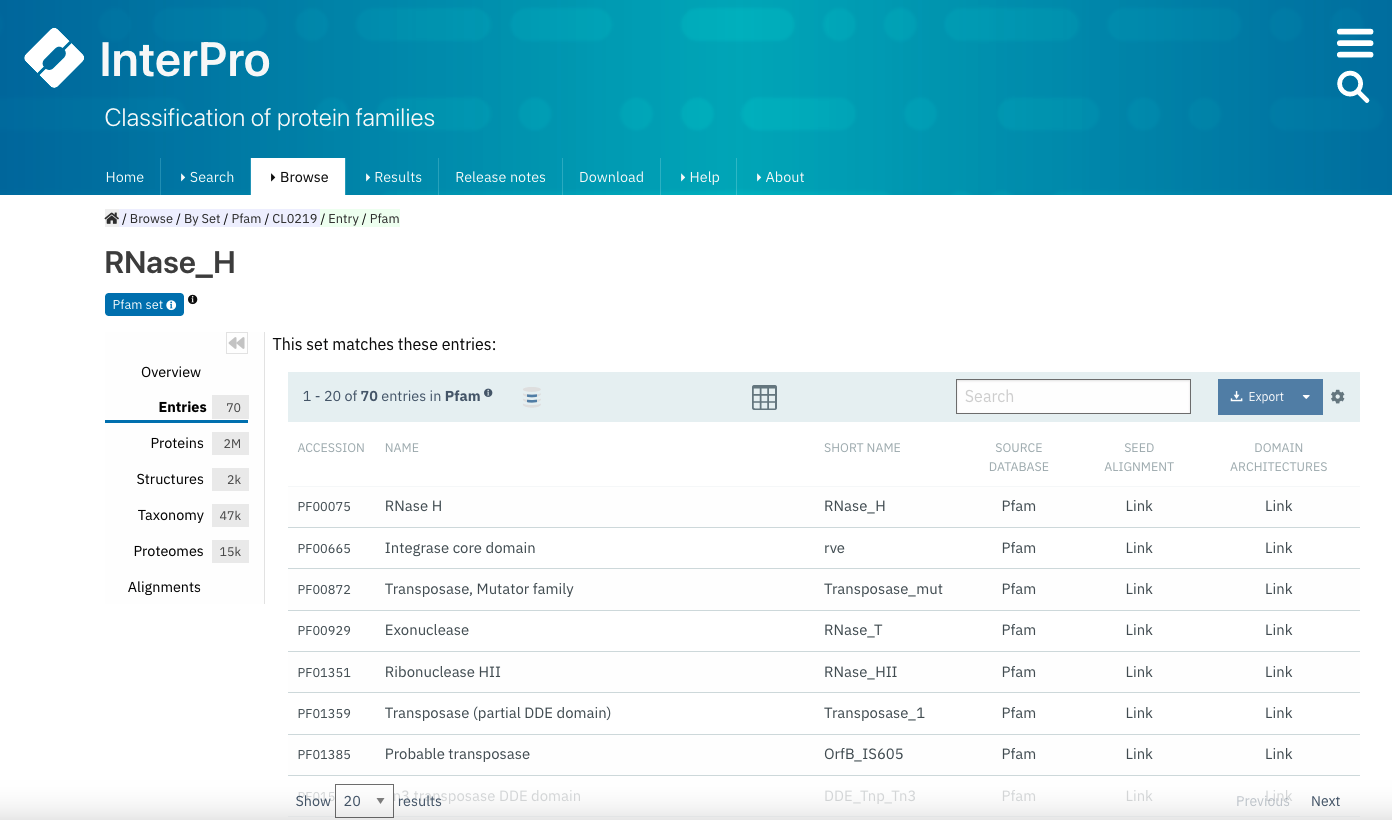 InterPro
Classification of protein families
Home Search Browse Results Release notes Download Help About
/ Browse / By Set / Pfam / CL0219 / Entry / Pfam
RNase_H
Pfam set
This set matches these entries:
Overview
Entries 70
Proteins 2M
Structures 2k
Taxonomy 47k
Proteomes 15k
Alignments
1 - 20 of 70 entries in Pfam Search Export
ACCESSION NAME SHORT NAME SOURCE DATABASE SEED ALIGNMENT DOMAIN ARCHITECTURES
PF00075 RNase H RNase_H Pfam Link Link
PF00665 Integrase core domain rve Pfam Link Link
PF00872 Transposase, Mutator family Transposase_mut Pfam Link Link
PF00929 Exonuclease RNase_T Pfam Link Link
PF01351 Ribonuclease HII RNase_HII Pfam Link Link
PF01359 Transposase (partial DDE domain) Transposase_1 Pfam Link Link
PF01385 Probable transposase OrfB_IS605 Pfam Link Link
transposase DDE domain DDE_Tnp_Tn3 Pfam Link Link
Show 20 results Previous Next